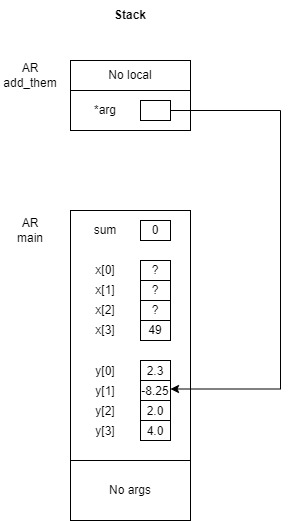 Stack
AR
add_them
No local
*arg
AR
main
sum 0
x[0] ?
x[1] ?
x[2] ?
x[3] 49
y[0] 2.3
y[1] -8.25
y[2] 2.0
y[3] 4.0
No args